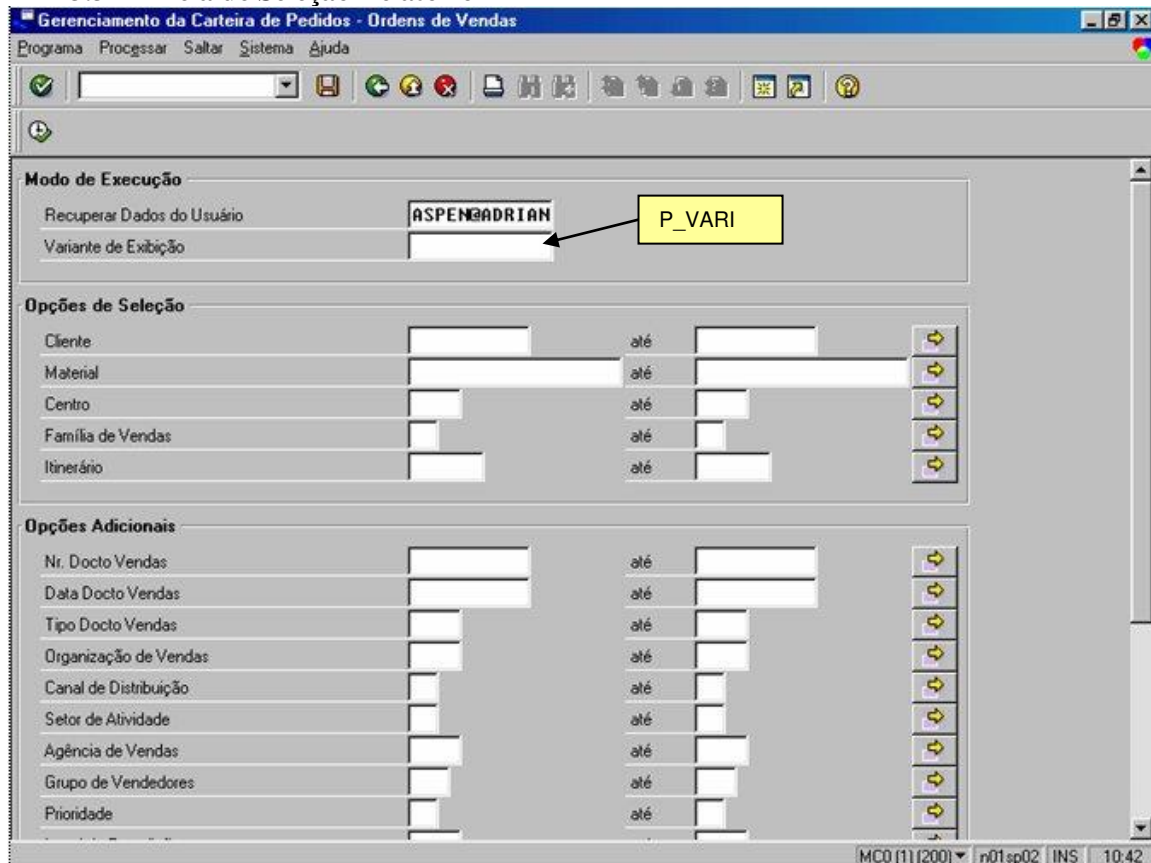 Gerenciamento da Carteira de Pedidos - Ordens de Vendas
Programa Processar Saltar Sistema Ajuda
Modo de Execução
Recuperar Dados do Usuário ASPEN@ADRIAN
Variante de Exibição
P_VARI
Opções de Seleção
Cliente até
Material até
Centro até
Família de Vendas até
Itinerário até
Opções Adicionais
Nr. Docto Vendas até
Data Docto Vendas até
Tipo Docto Vendas até
Organização de Vendas até
Canal de Distribuição até
Setor de Atividade até
Agência de Vendas até
Grupo de Vendedores até
Prioridade até
MC0 (1) (200) n01sp02 INS 10:42